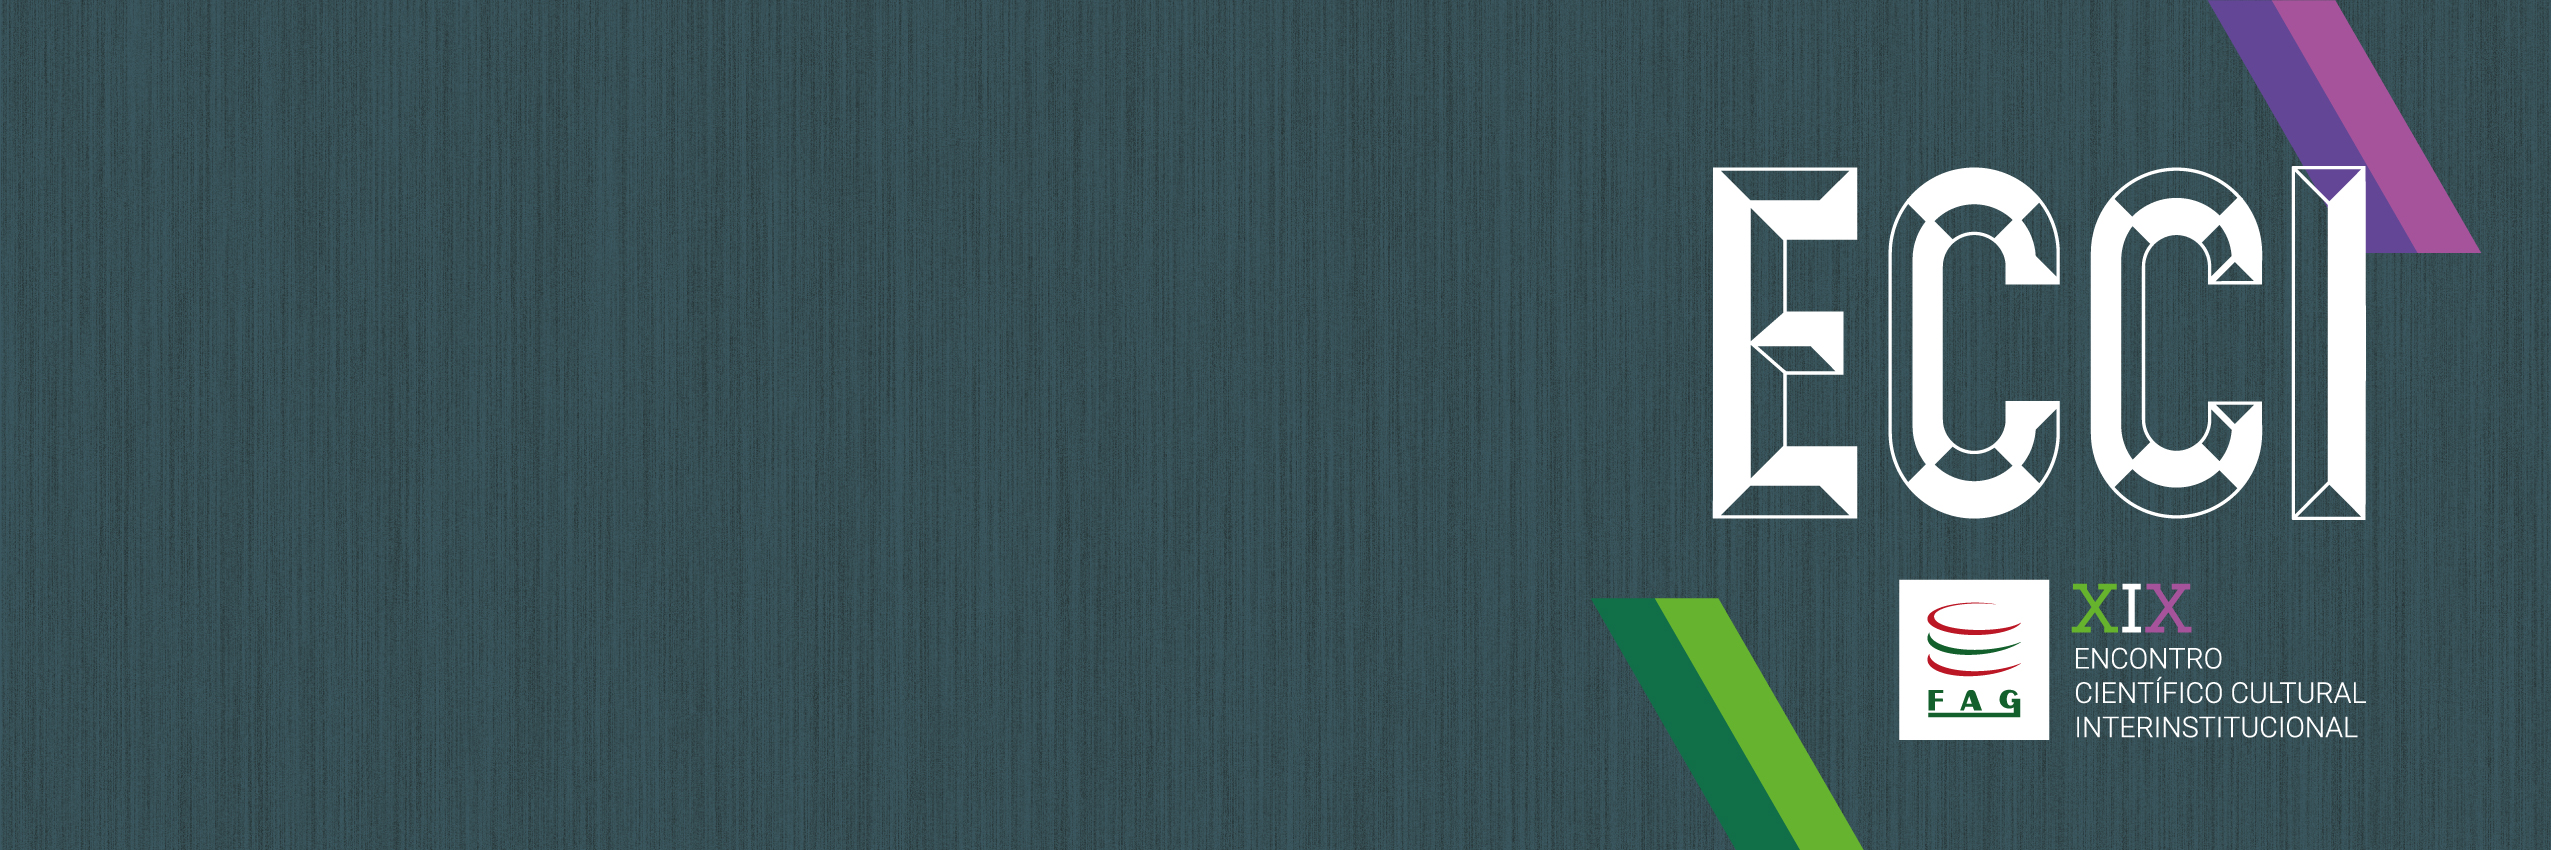 ECCI
FAG
XIX
ENCONTRO
CIENTÍFICO CULTURAL
INTERINSTITUCIONAL